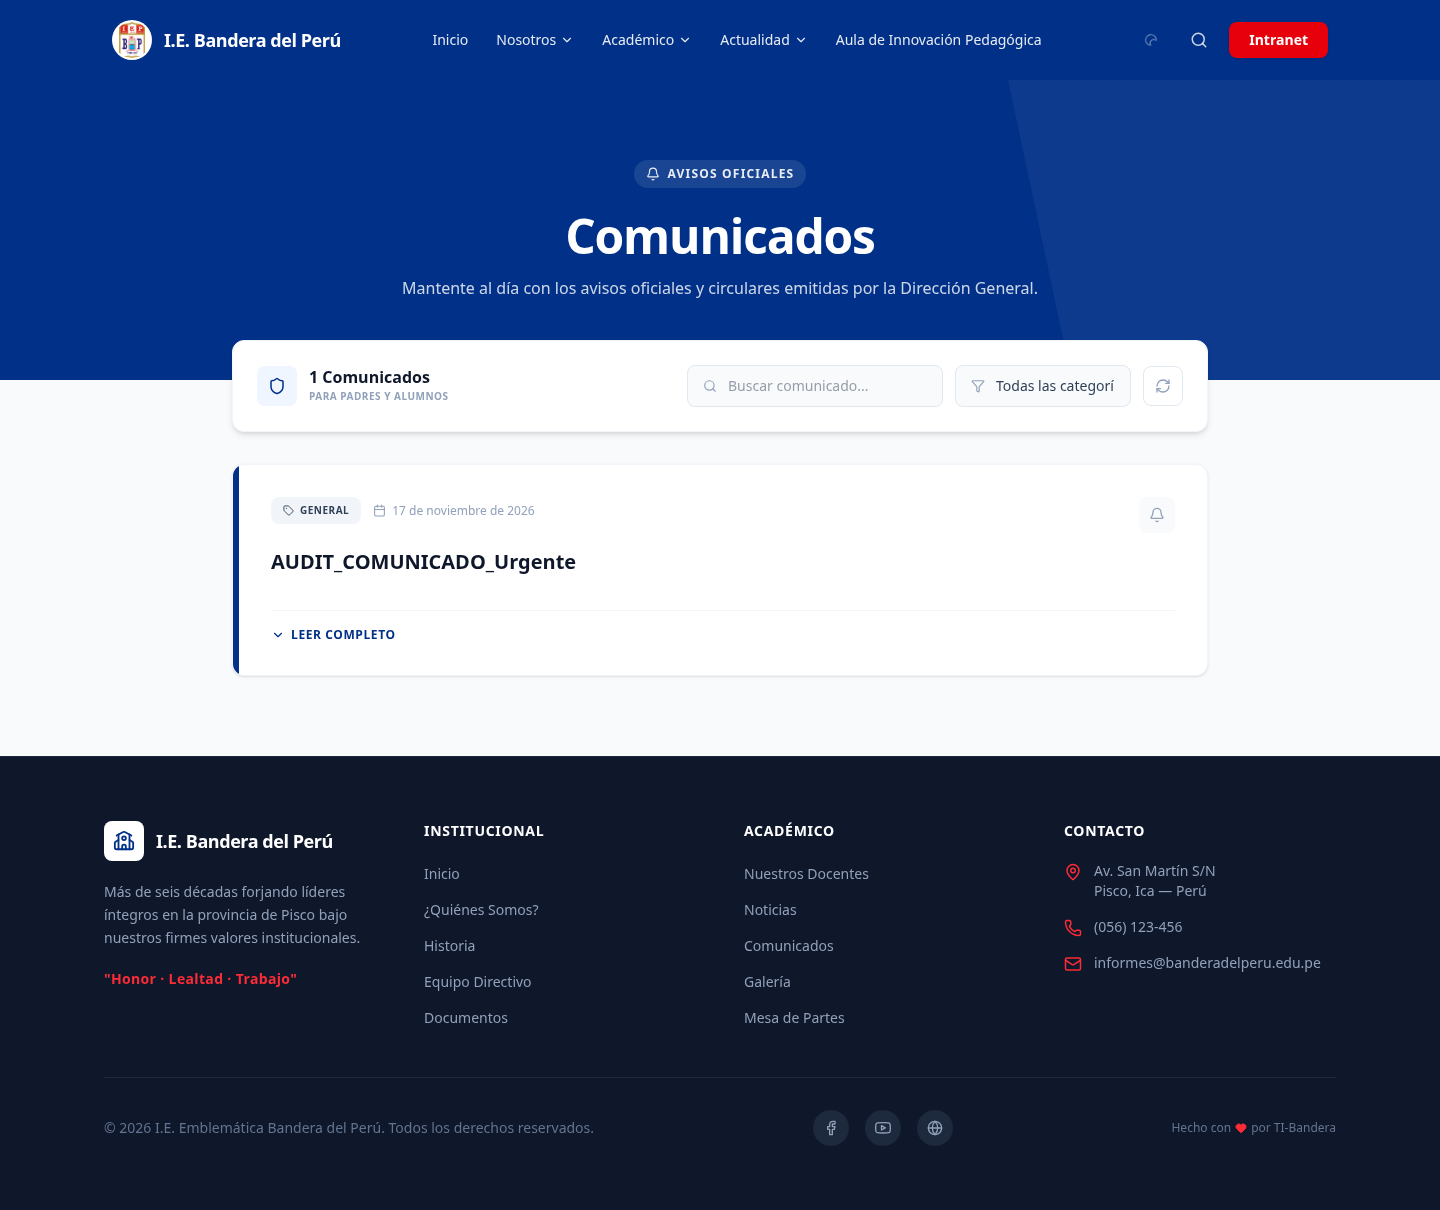 I.E. Bandera del Perú
Inicio
Nosotros
Académico
Actualidad
Aula de Innovación Pedagógica
Intranet
AVISOS OFICIALES
Comunicados
Mantente al día con los avisos oficiales y circulares emitidas por la Dirección General.
1 Comunicados
PARA PADRES Y ALUMNOS
Buscar comunicado...
Todas las categorí
GENERAL
17 de noviembre de 2026
AUDIT_COMUNICADO_Urgente
LEER COMPLETO
I.E. Bandera del Perú
Más de seis décadas forjando líderes
íntegros en la provincia de Pisco bajo
nuestros firmes valores institucionales.
"Honor · Lealtad · Trabajo"
INSTITUCIONAL
Inicio
¿Quiénes Somos?
Historia
Equipo Directivo
Documentos
ACADÉMICO
Nuestros Docentes
Noticias
Comunicados
Galería
Mesa de Partes
CONTACTO
Av. San Martín S/N
Pisco, Ica — Perú
(056) 123-456
informes@banderadelperu.edu.pe
© 2026 I.E. Emblemática Bandera del Perú. Todos los derechos reservados.
Hecho con por TI-Bandera